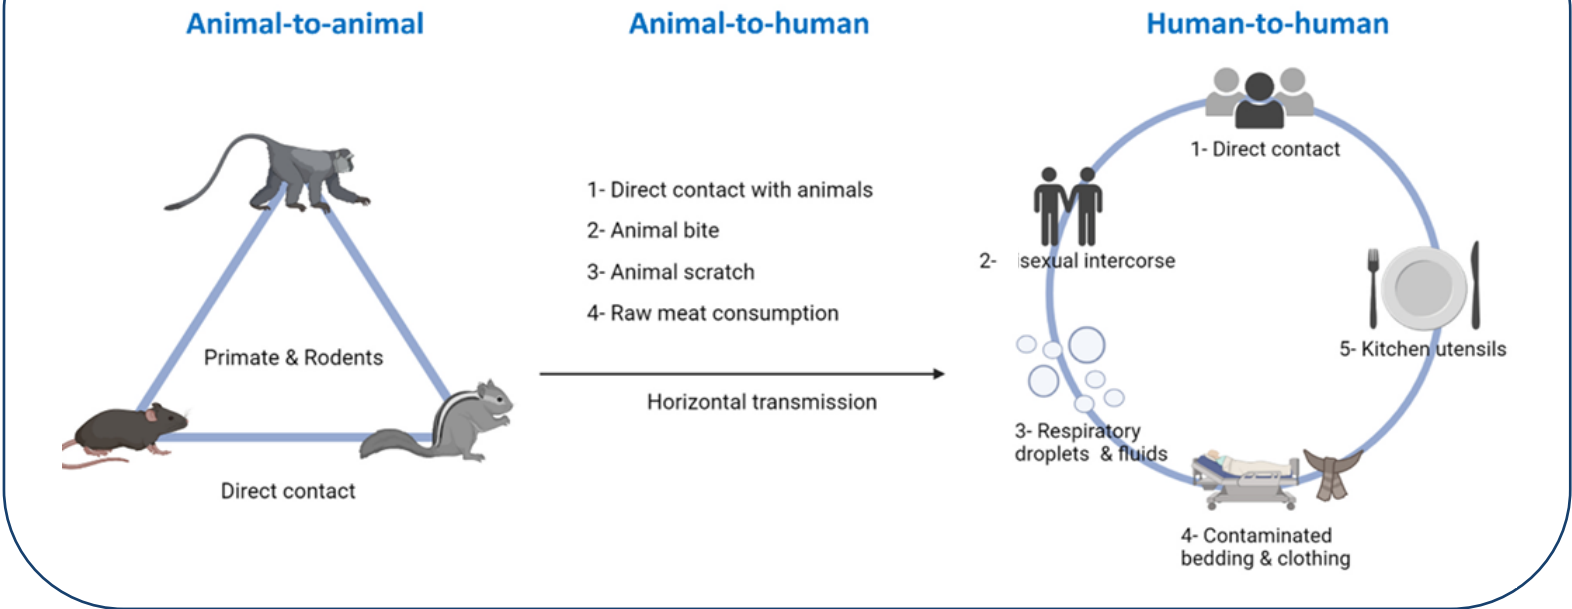 Animal-to-animal
Animal-to-human
Human-to-human
Primate & Rodents
Direct contact
1- Direct contact with animals
2- Animal bite
3- Animal scratch
4- Raw meat consumption
Horizontal transmission
1- Direct contact
2- sexual intercorse
3- Respiratory
droplets & fluids
4- Contaminated
bedding & clothing
5- Kitchen utensils